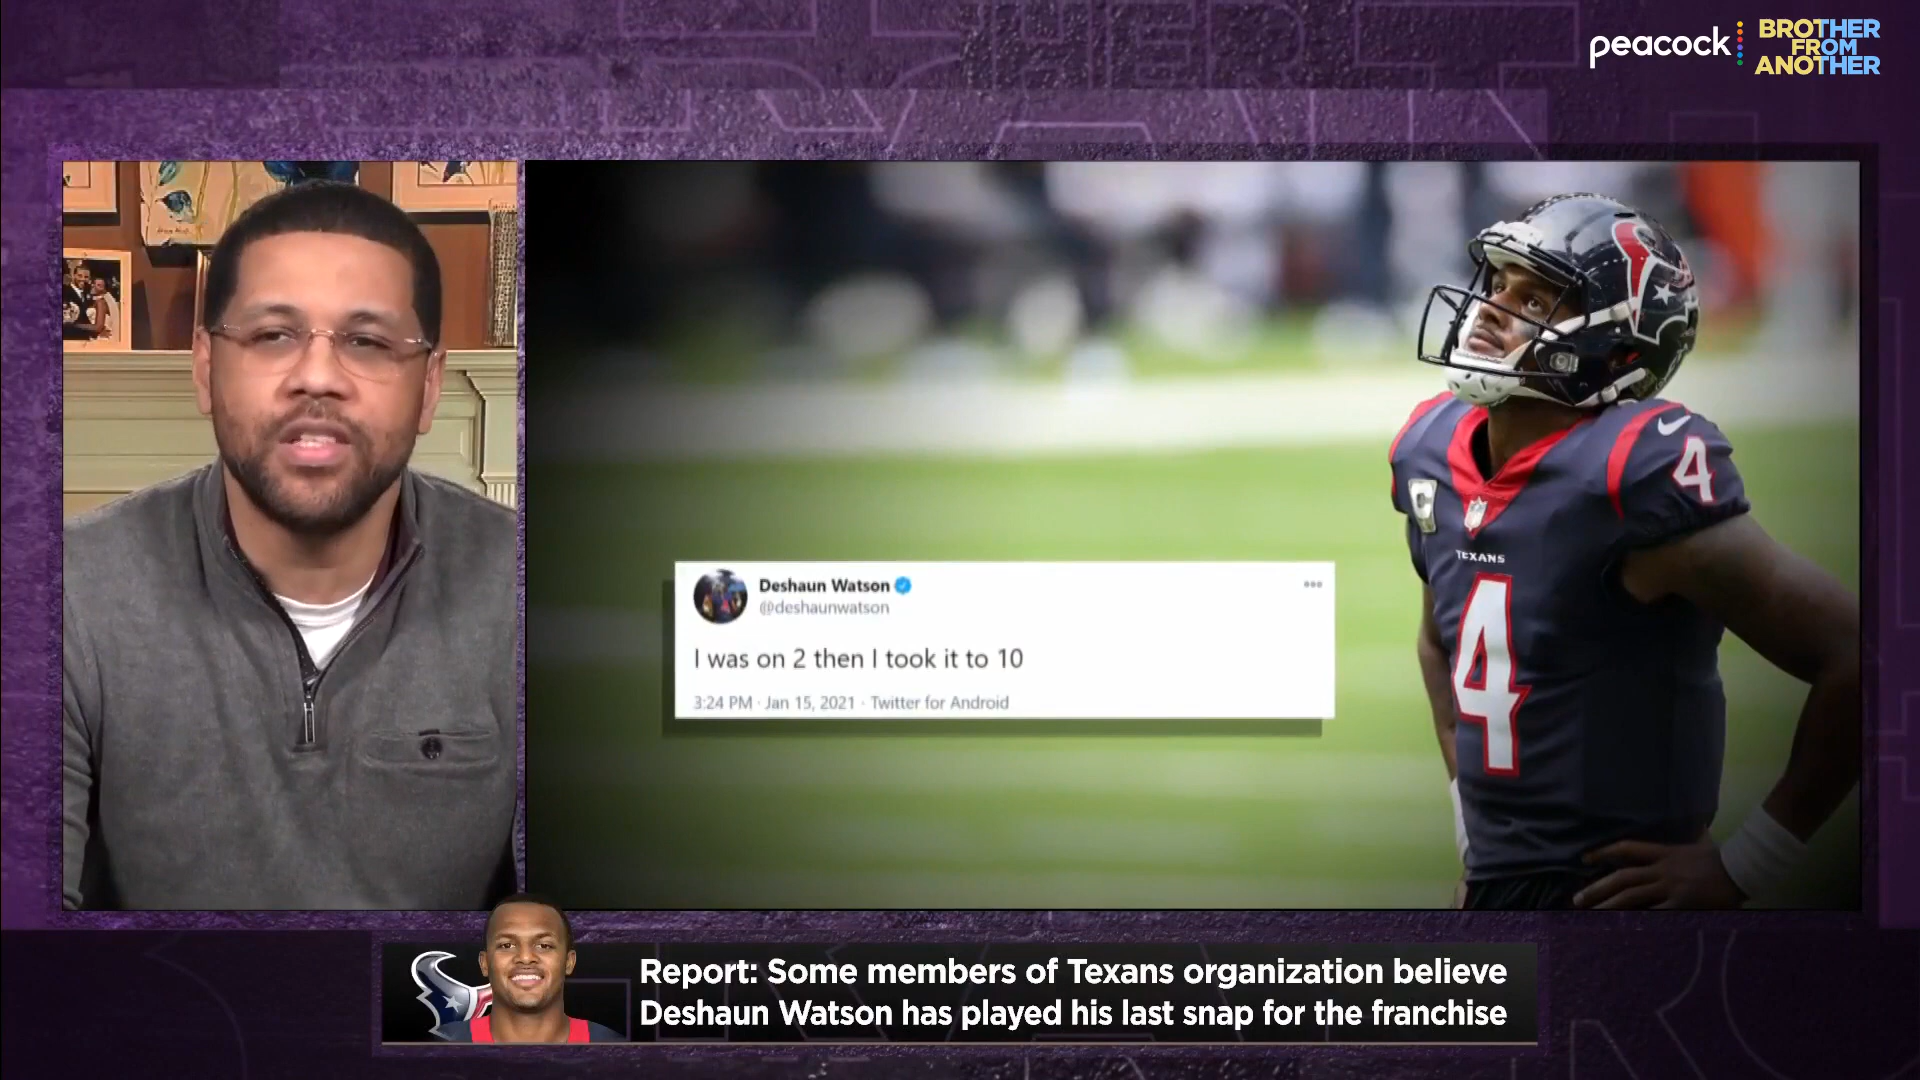 peacock
BROTHER
FROM
ANOTHER
C
4
TEXANS
4
Deshaun Watson
@deshaunwatson
I was on 2 then I took it to 10
3:24 PM · Jan 15, 2021 · Twitter for Android
Report: Some members of Texans organization believe
Deshaun Watson has played his last snap for the franchise